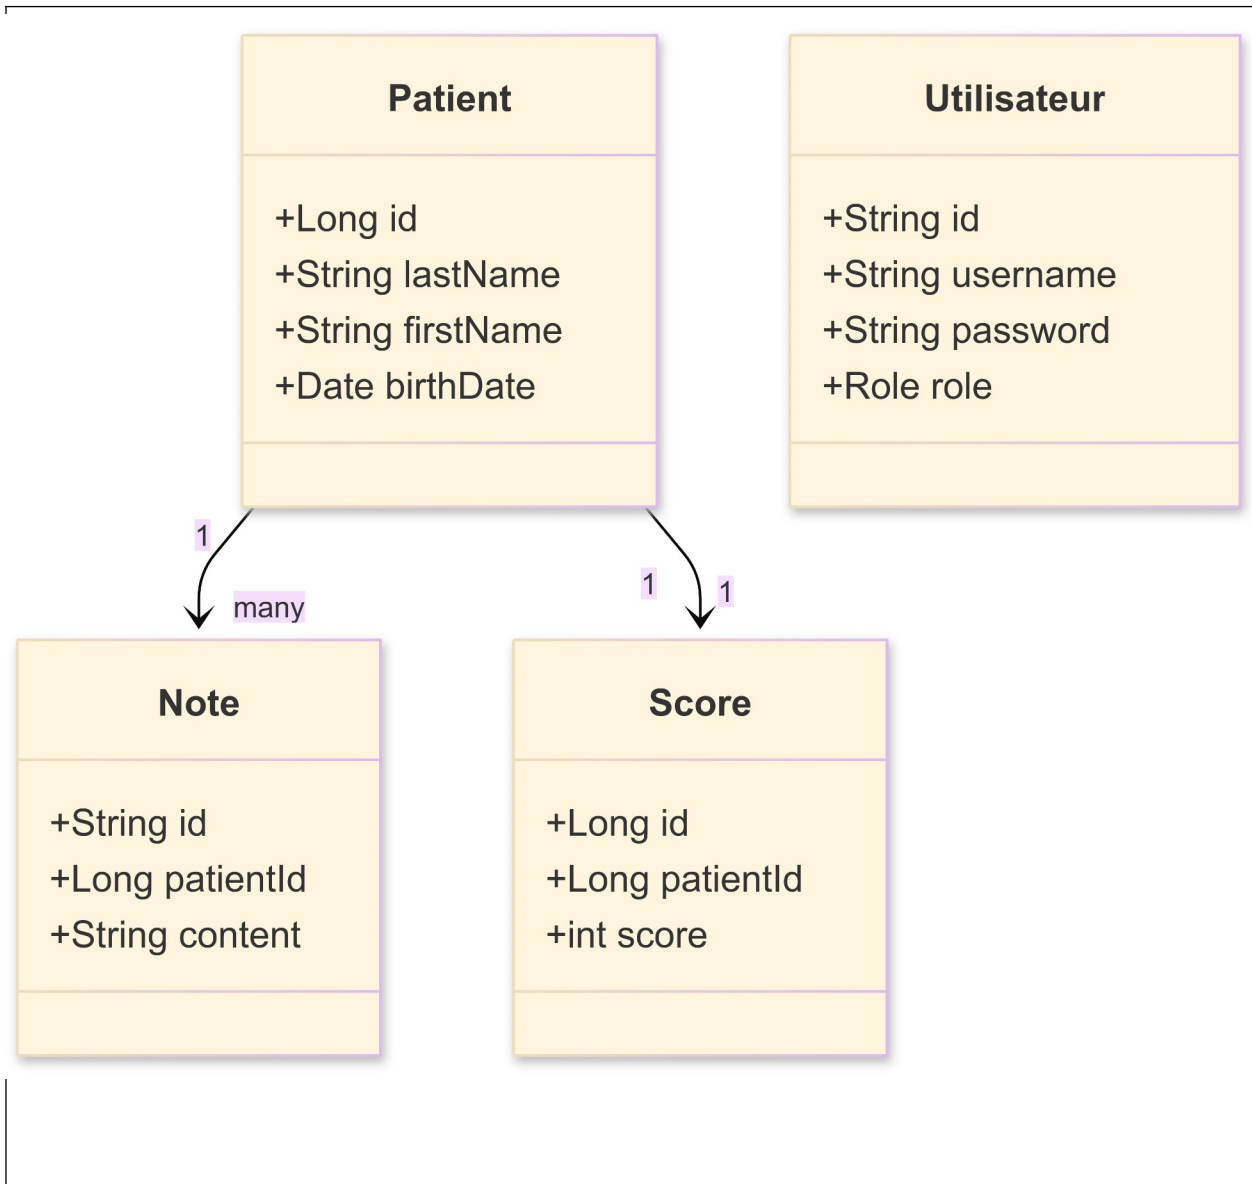 Patient
+Long id
+String lastName
+String firstName
+Date birthDate
Utilisateur
+String id
+String username
+String password
+Role role
1
many
1
1
Note
+String id
+Long patientId
+String content
Score
+Long id
+Long patientId
+int score